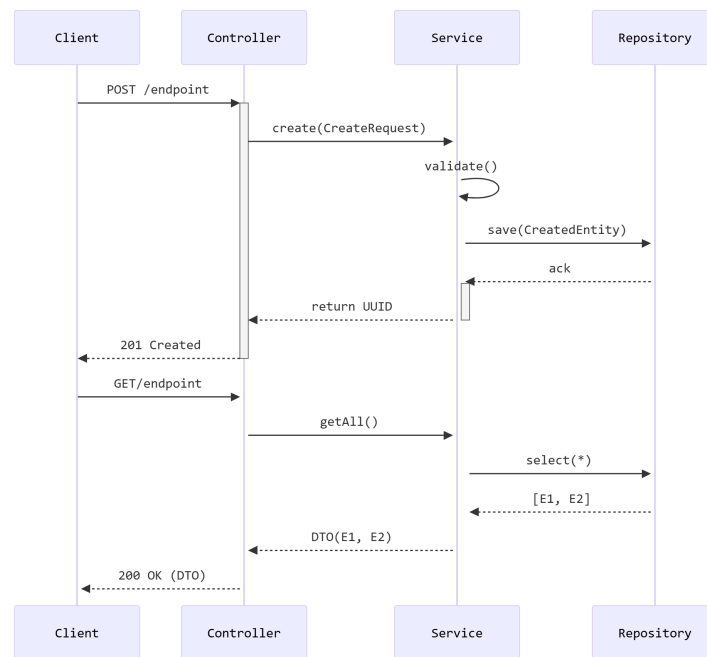 Client Controller Service Repository
POST /endpoint
create(CreateRequest)
validate()
save(CreatedEntity)
ack
return UUID
201 Created
GET/endpoint
getAll()
select(*)
[E1, E2]
DTO(E1, E2)
200 OK (DTO)
Client Controller Service Repository